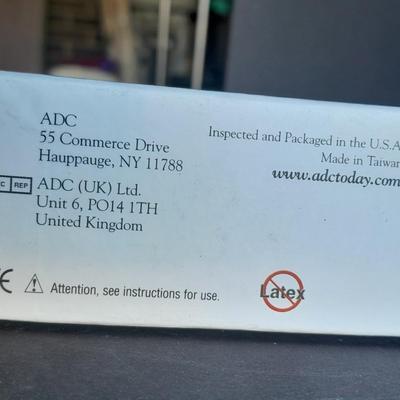 ADC
55 Commerce Drive
Hauppauge, NY 11788
REP ADC (UK) Ltd.
Unit 6, PO14 1TH
United Kingdom
Inspected and Packaged in the U.S.A
Made in Taiwan
www.adctoday.com
CE Attention, see instructions for use.
Latex